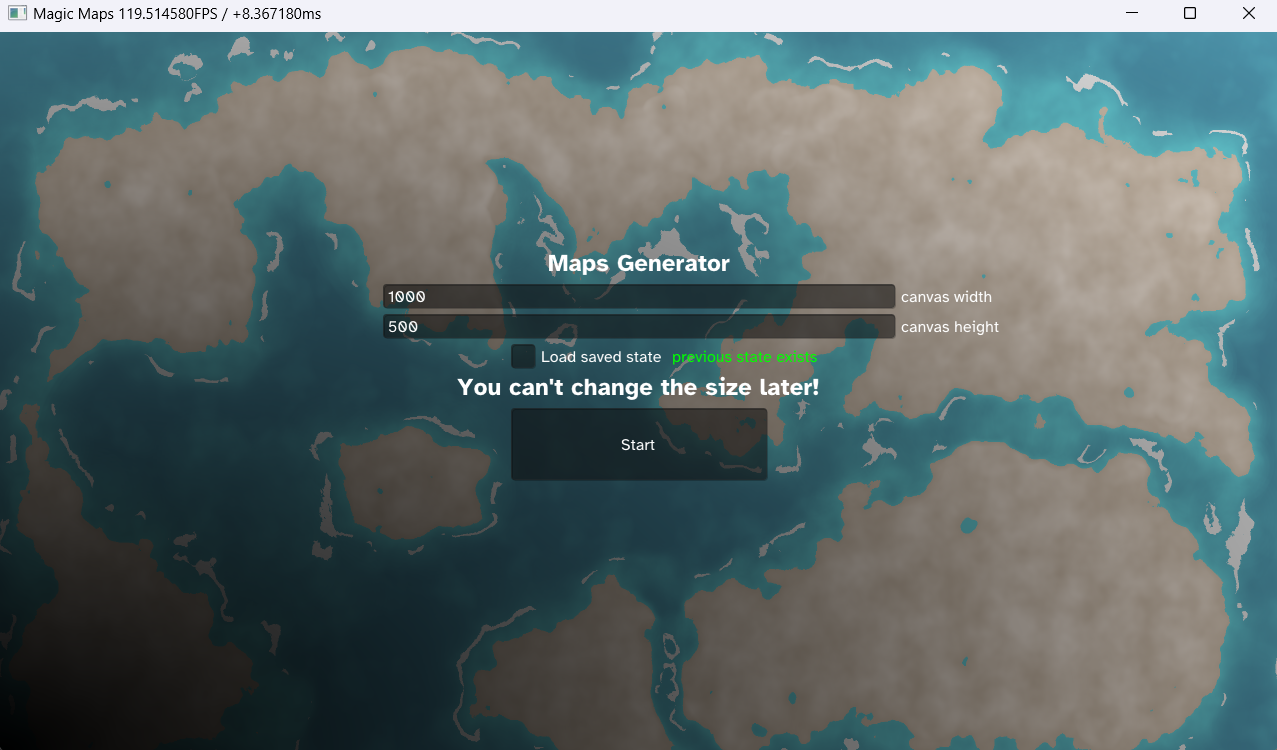 Magic Maps 119.514580FPS / +8.367180ms
Maps Generator
1000 canvas width
500 canvas height
Load saved state previous state exists
You can't change the size later!
Start